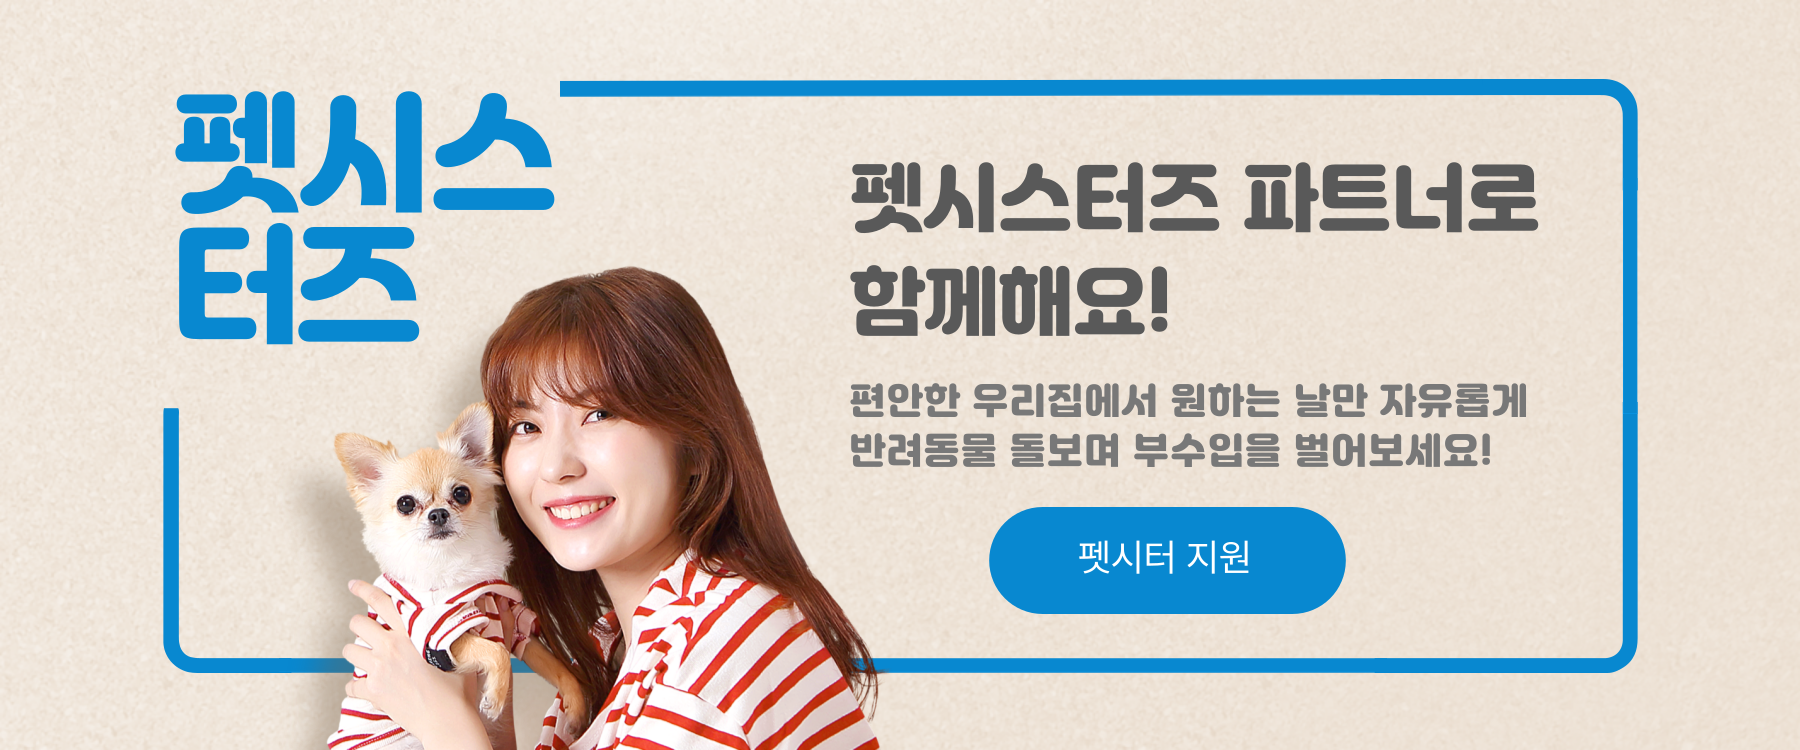 펫시스
터즈
펫시스터즈 파트너로
함께해요!
편안한 우리집에서 원하는 날만 자유롭게
반려동물 돌보며 부수입을 벌어보세요!
펫시터 지원